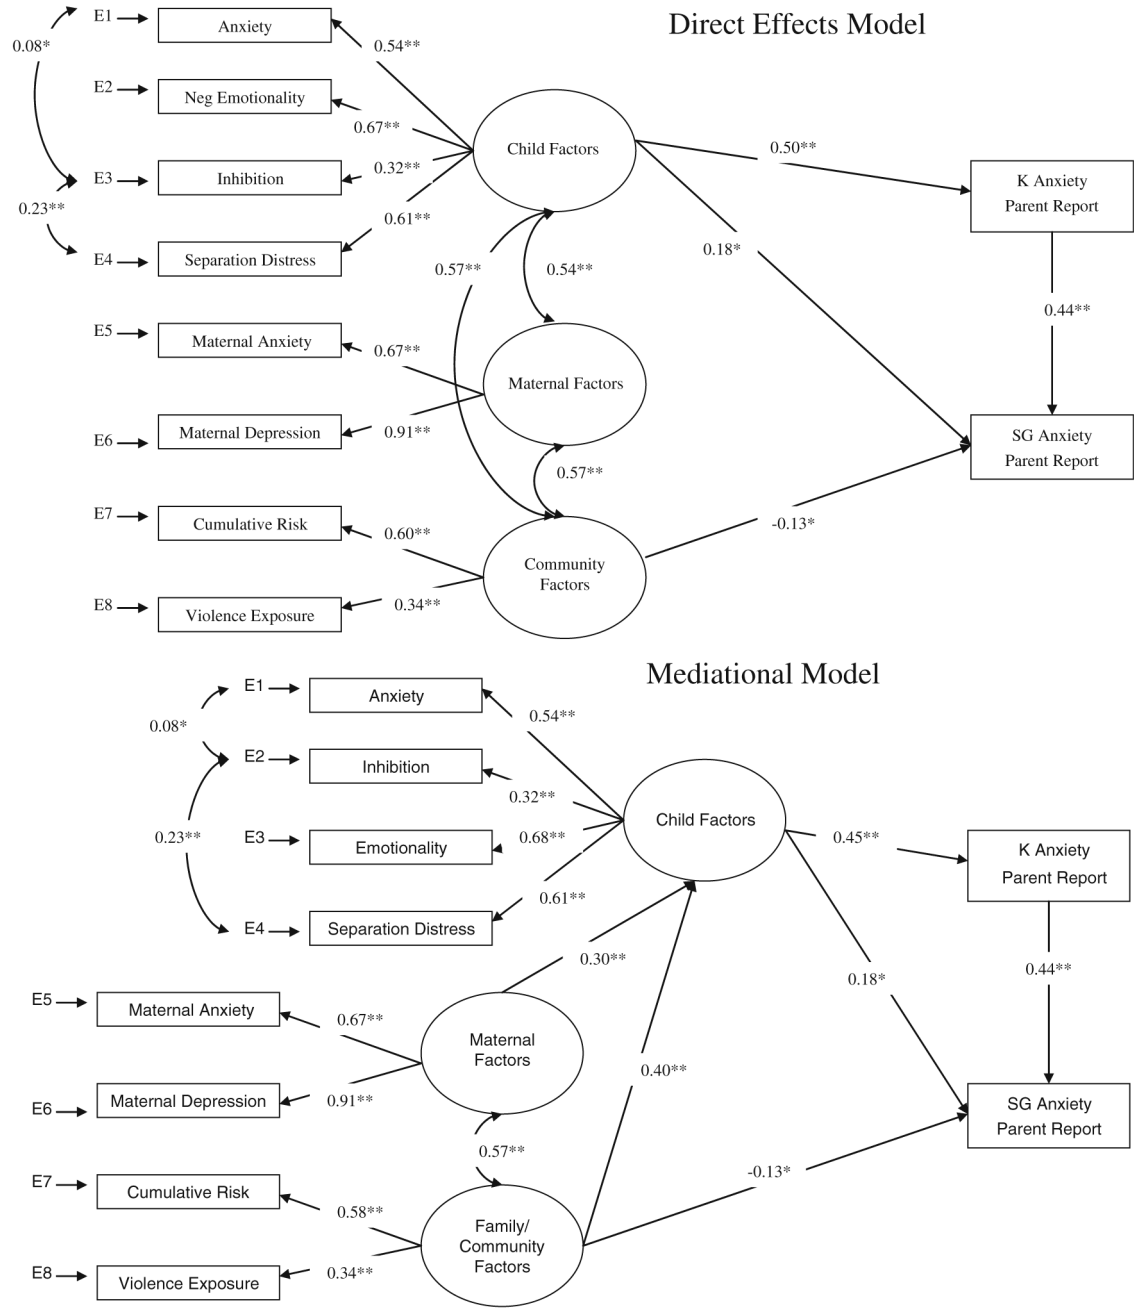 Direct Effects Model
E1
Anxiety
0.08*
0.54**
E2
Neg Emotionality
0.67**
Child Factors
0.50**
E3
Inhibition
0.32**
K Anxiety
Parent Report
0.23**
0.61**
E4
Separation Distress
0.18*
0.57**
0.54**
0.44**
E5
Maternal Anxiety
0.67**
Maternal Factors
E6
Maternal Depression
0.91**
SG Anxiety
Parent Report
0.57**
E7
Cumulative Risk
0.60**
-0.13*
Community
Factors
E8
Violence Exposure
0.34**
Mediational Model
E1
Anxiety
0.08*
0.54**
E2
Inhibition
0.32**
Child Factors
0.23**
E3
Emotionality
0.68**
0.45**
K Anxiety
Parent Report
0.61**
E4
Separation Distress
0.30**
0.18*
0.44**
E5
Maternal Anxiety
0.67**
Maternal
Factors
0.40**
E6
Maternal Depression
0.91**
SG Anxiety
Parent Report
0.57**
-0.13*
E7
Cumulative Risk
0.58**
Family/
Community
Factors
E8
Violence Exposure
0.34**